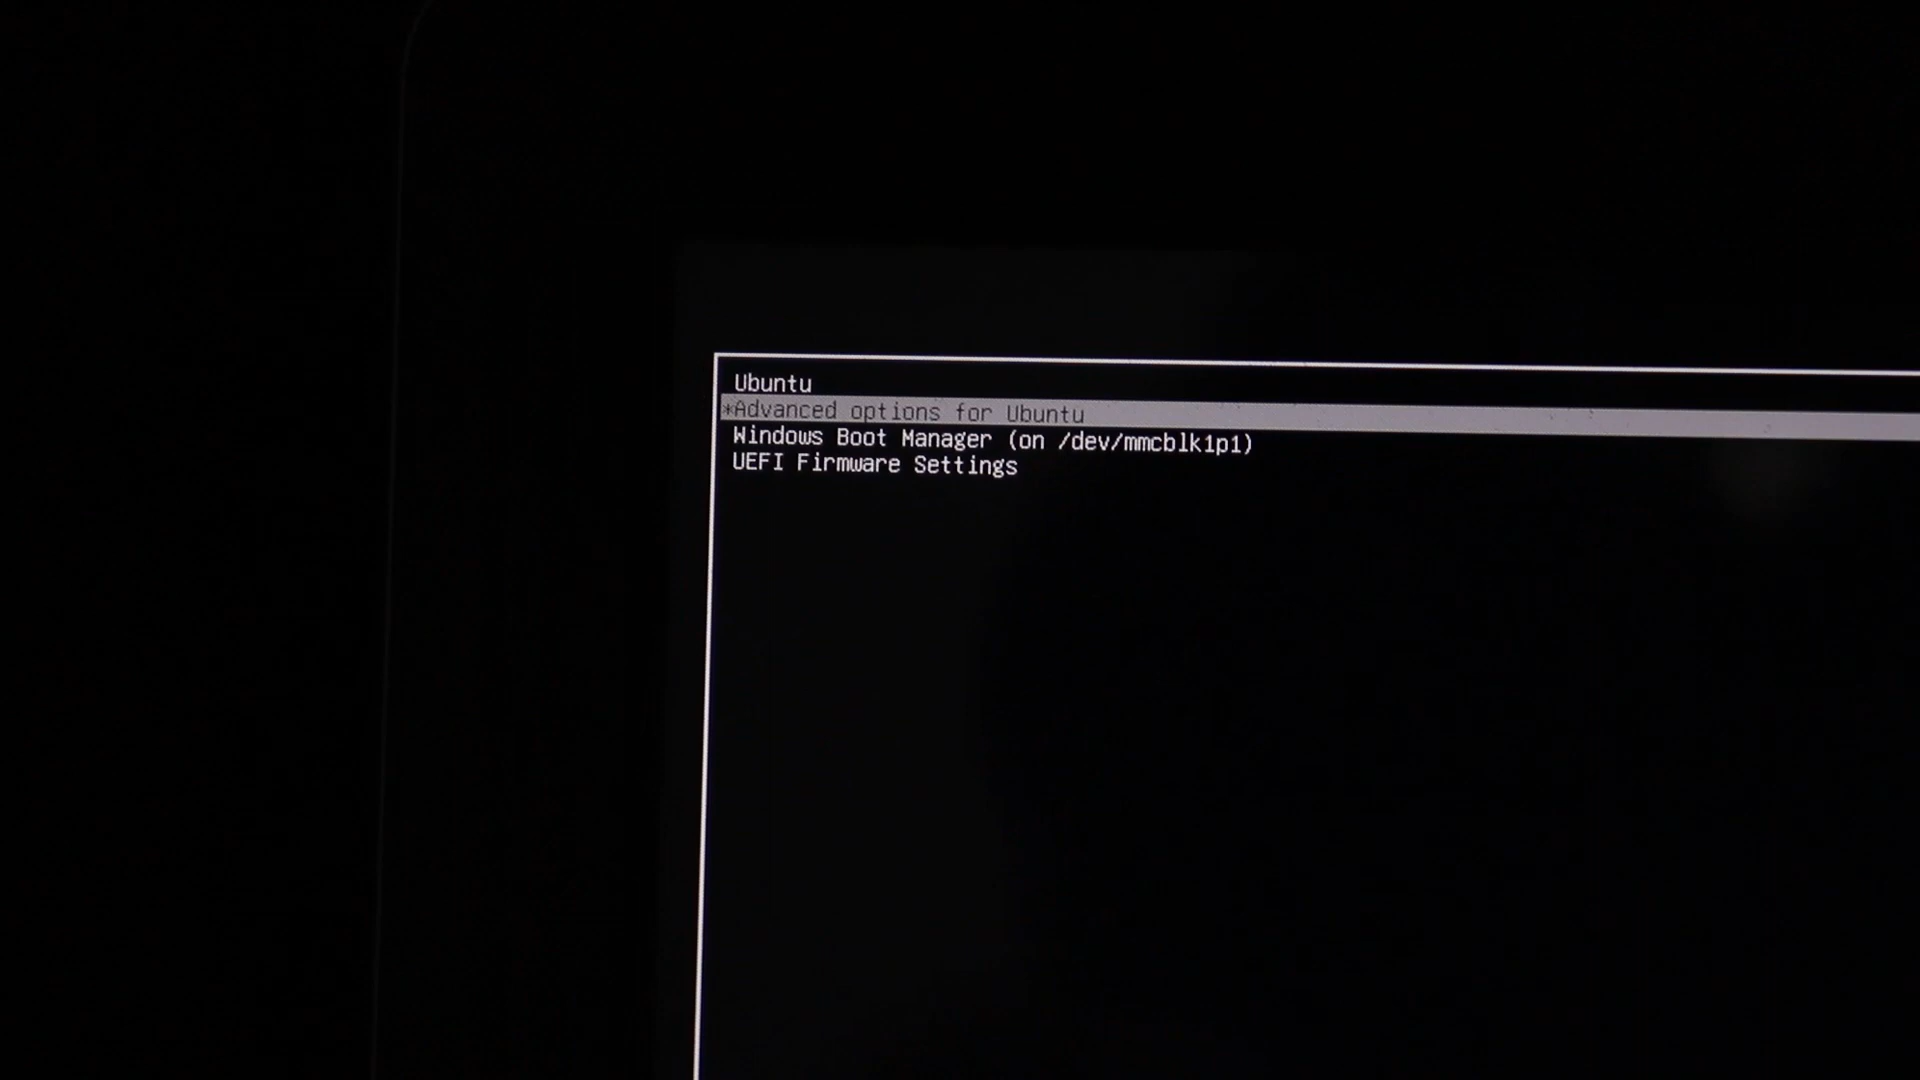 Ubuntu
*Advanced options for Ubuntu
Windows Boot Manager (on /dev/mmcblk1p1)
UEFI Firmware Settings